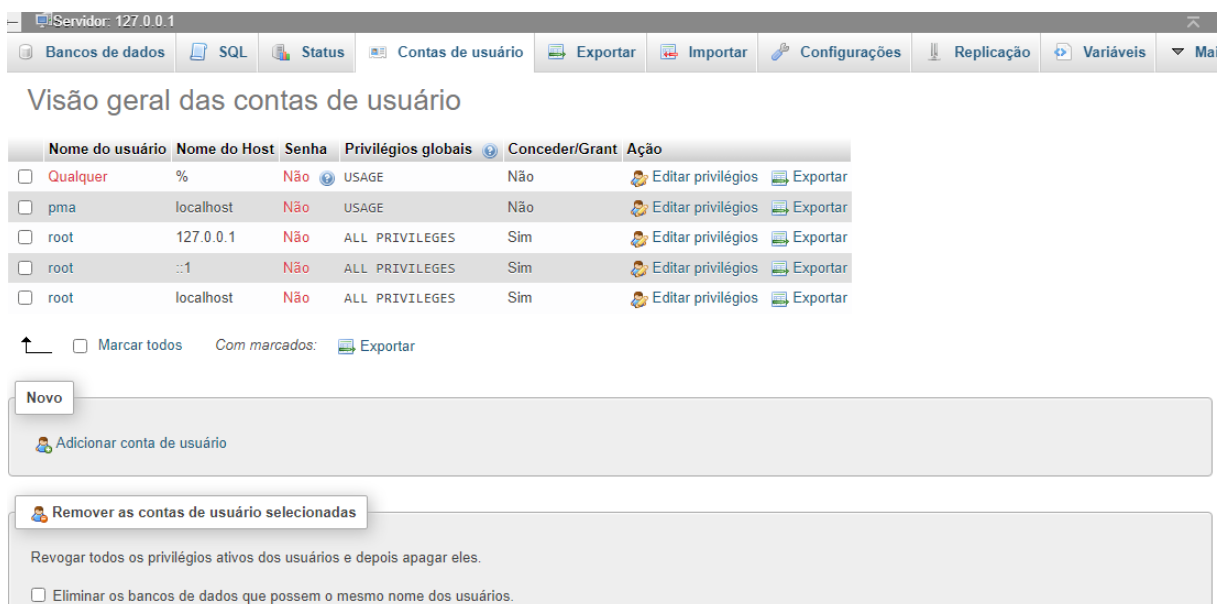 Servidor: 127.0.0.1
Bancos de dados SQL Status Contas de usuário Exportar Importar Configurações Replicação Variáveis Mai
Visão geral das contas de usuário
Nome do usuário Nome do Host Senha Privilégios globais Conceder/Grant Ação
Qualquer % Não USAGE Não Editar privilégios Exportar
pma localhost Não USAGE Não Editar privilégios Exportar
root 127.0.0.1 Não ALL PRIVILEGES Sim Editar privilégios Exportar
root ::1 Não ALL PRIVILEGES Sim Editar privilégios Exportar
root localhost Não ALL PRIVILEGES Sim Editar privilégios Exportar
Marcar todos Com marcados: Exportar
Novo
Adicionar conta de usuário
Remover as contas de usuário selecionadas
Revogar todos os privilégios ativos dos usuários e depois apagar eles.
Eliminar os bancos de dados que possem o mesmo nome dos usuários.